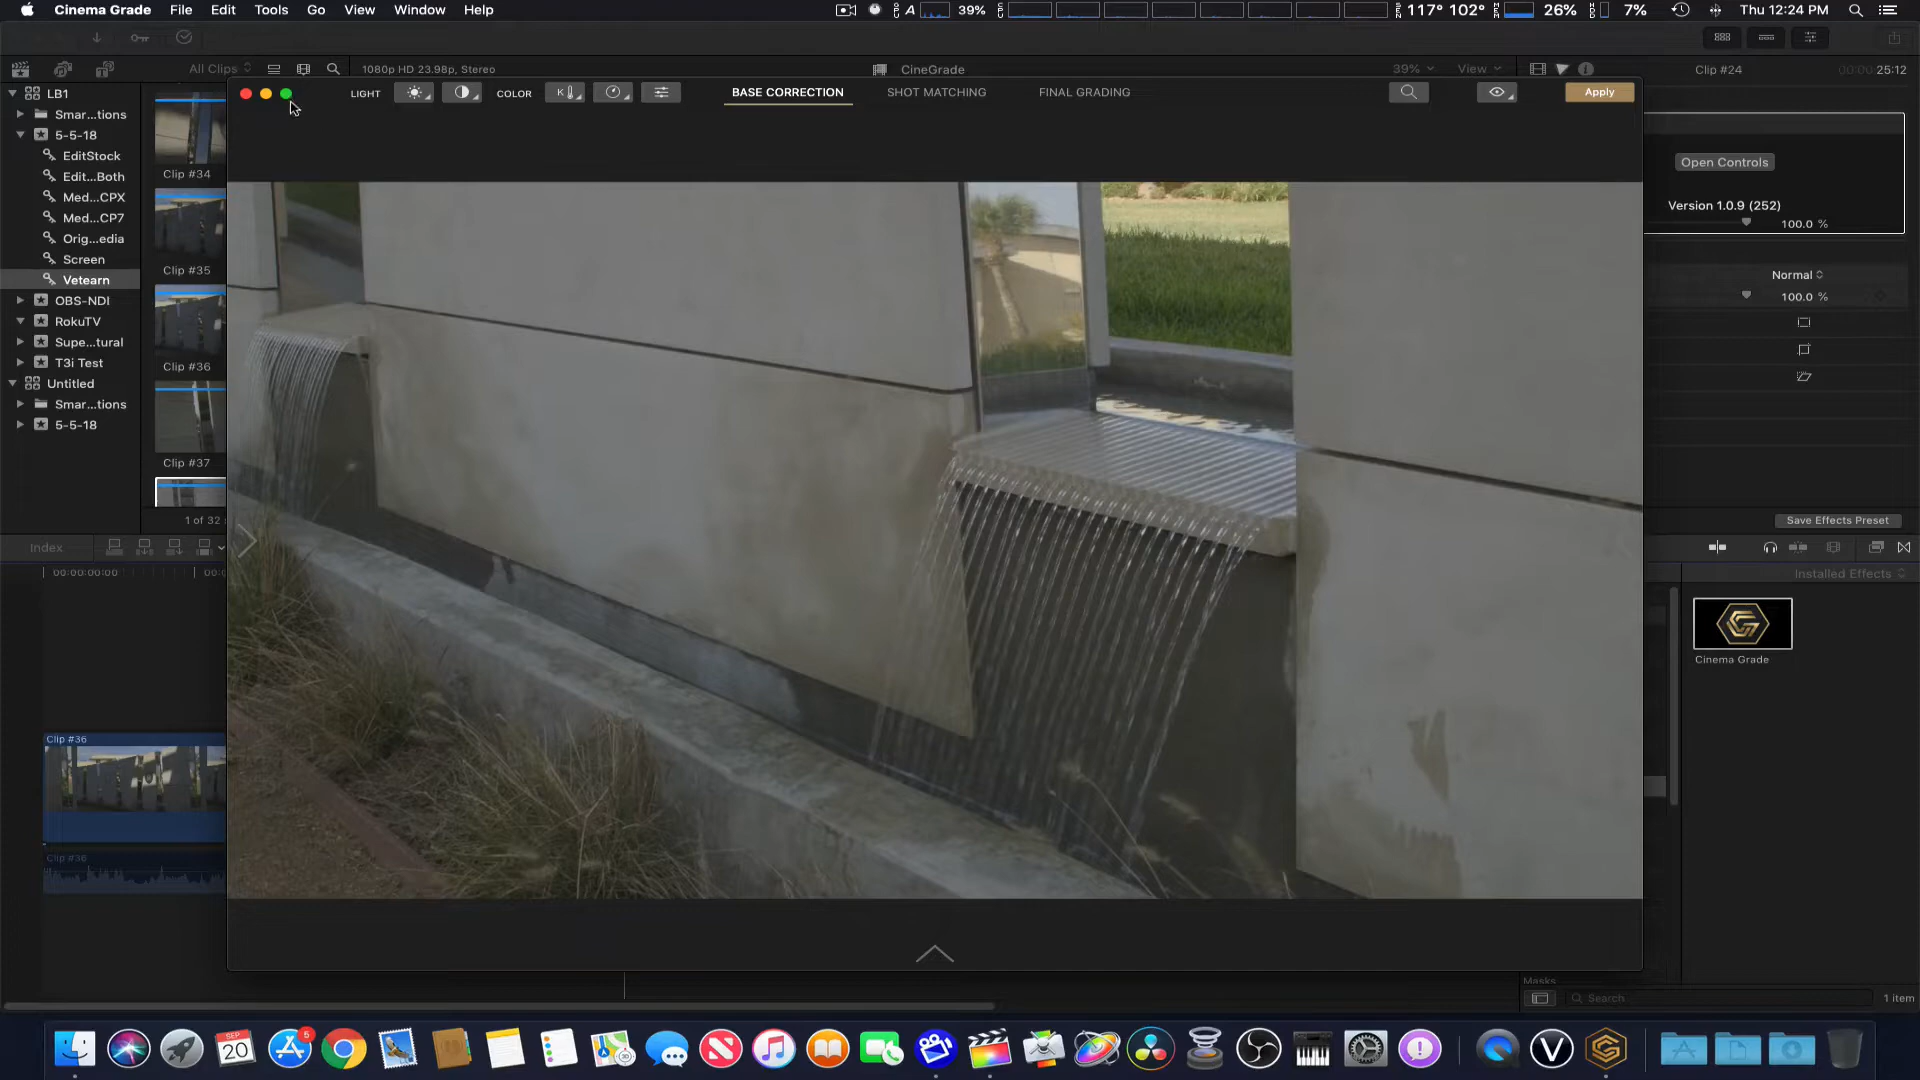 Cinema Grade File Edit Tools Go View Window Help
39% 117° 102° 26% 7% Thu 12:24 PM
All Clips 1080p HD 23.98p, Stereo CineGrade 39% View Clip #24 25:12
LIGHT COLOR BASE CORRECTION SHOT MATCHING FINAL GRADING Apply
LB1
Smar...tions
5-5-18
EditStock
Edit...Both
Med...CPX
Med...CP7
Orig...edia
Screen
Vetearn
OBS-NDI
RokuTV
Supe...tural
T3i Test
Untitled
Smar...tions
5-5-18
Clip #34
Clip #35
Clip #36
Clip #37
1 of 32
Open Controls
Version 1.0.9 (252)
100.0 %
Normal
100.0 %
Save Effects Preset
Index
00:00:00:00
Installed Effects
Cinema Grade
Clip #36
Clip #36
Masks
Search 1 item
SEP
20
5